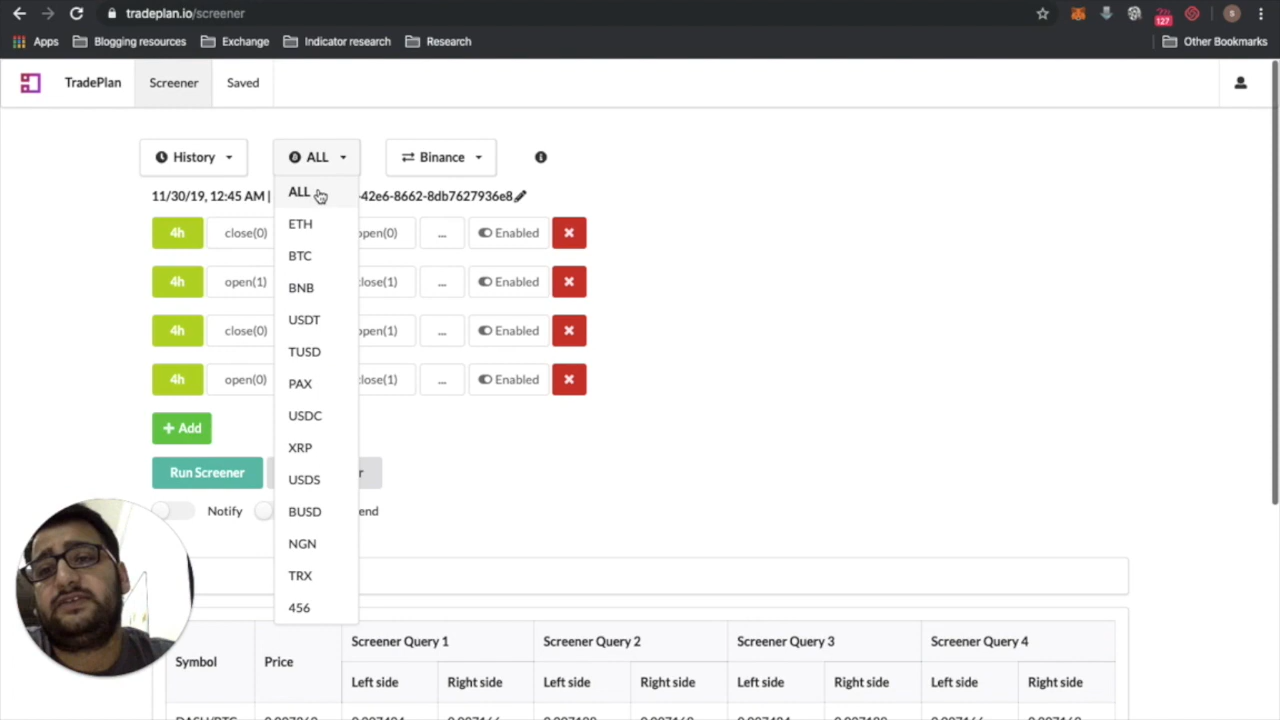 tradeplan.io/screener
127
S
Apps
Blogging resources
Exchange
Indicator research
Research
Other Bookmarks
TradePlan
Screener
Saved
History
ALL
Binance
11/30/19, 12:45 AM |
-42e6-8662-8db7627936e8
ALL
ETH
BTC
BNB
USDT
TUSD
PAX
USDC
XRP
USDS
BUSD
NGN
TRX
456
4h close(0) open(0) ... Enabled
4h open(1) close(1) ... Enabled
4h close(0) open(1) ... Enabled
4h open(0) close(1) ... Enabled
+ Add
Run Screener
Notify
Symbol
Price
Screener Query 1
Screener Query 2
Screener Query 3
Screener Query 4
Left side Right side Left side Right side Left side Right side Left side Right side